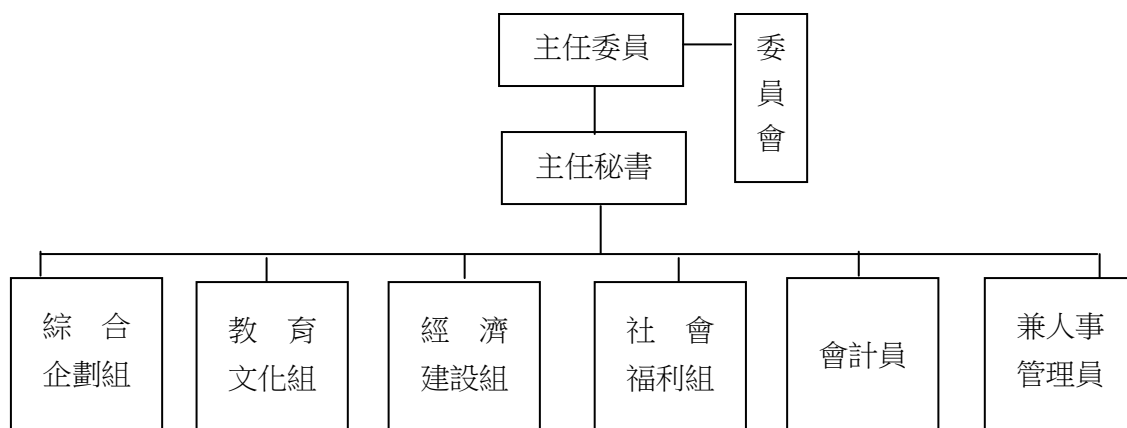 主任委員
委員會
主任秘書
綜 合
企劃組
教 育
文化組
經 濟
建設組
社 會
福利組
會計員
兼人事
管理員